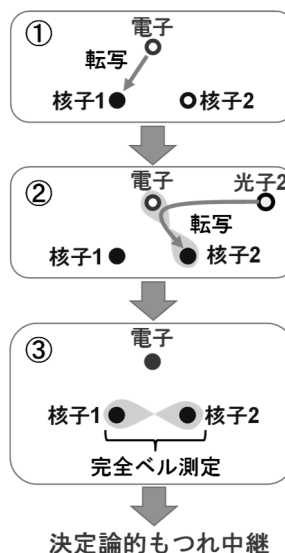 ①
電子
転写
核子1
核子2
②
電子
光子2
転写
核子1
核子2
③
電子
核子1
核子2
完全ベル測定
決定論的もつれ中継